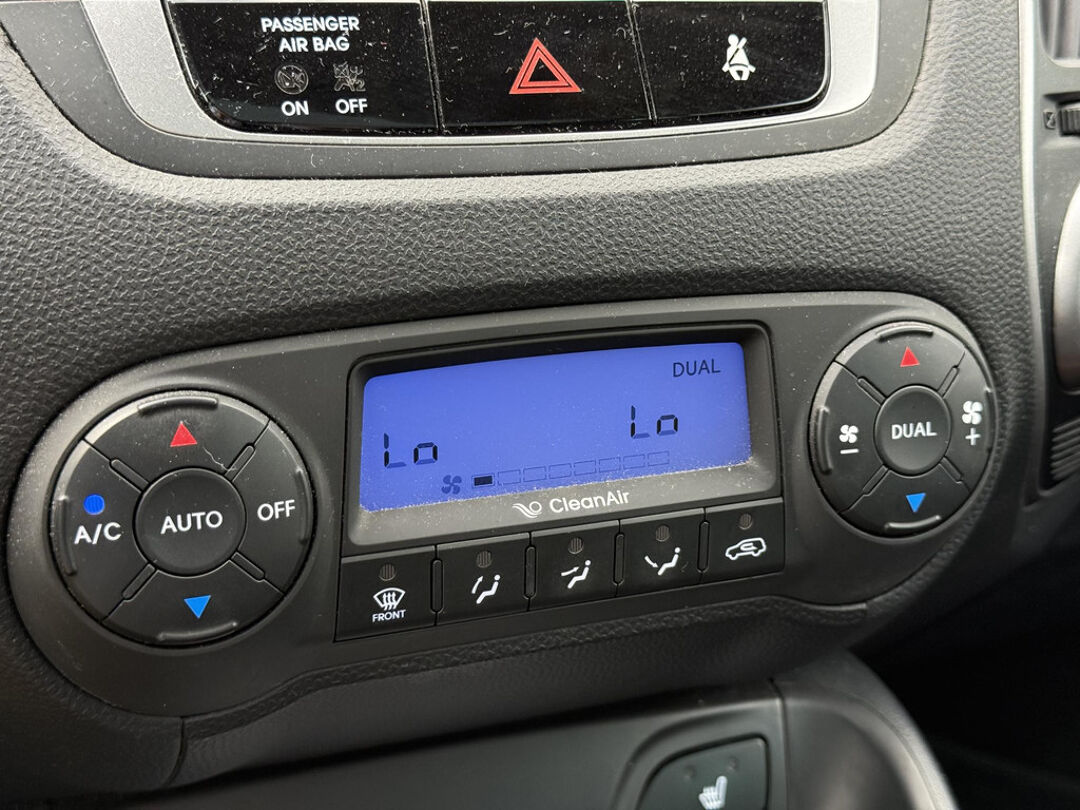 PASSENGER
AIR BAG
ON OFF
DUAL
Lo Lo
CleanAir
A/C AUTO OFF
- DUAL +
FRONT